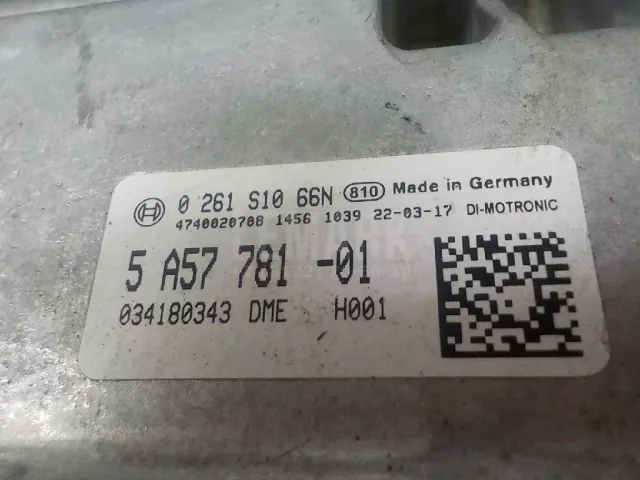 0 261 S10 66N 810 Made in Germany
4740020708 1456 1039 22-03-17 DI-MOTRONIC
5 A57 781 -01
034180343 DME H001